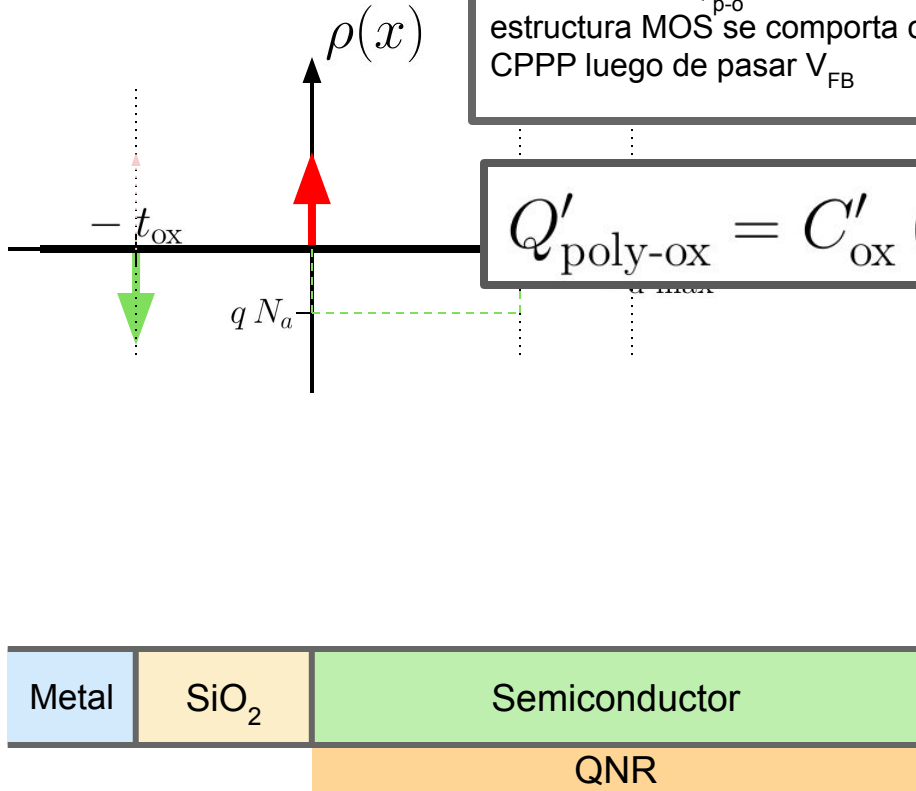 ρ(x)
p-o
estructura MOS se comporta
CPPP luego de pasar V_FB
− t_ox
Q'_poly-ox = C'_ox (
q N_a
Metal
SiO_2
Semiconductor
QNR